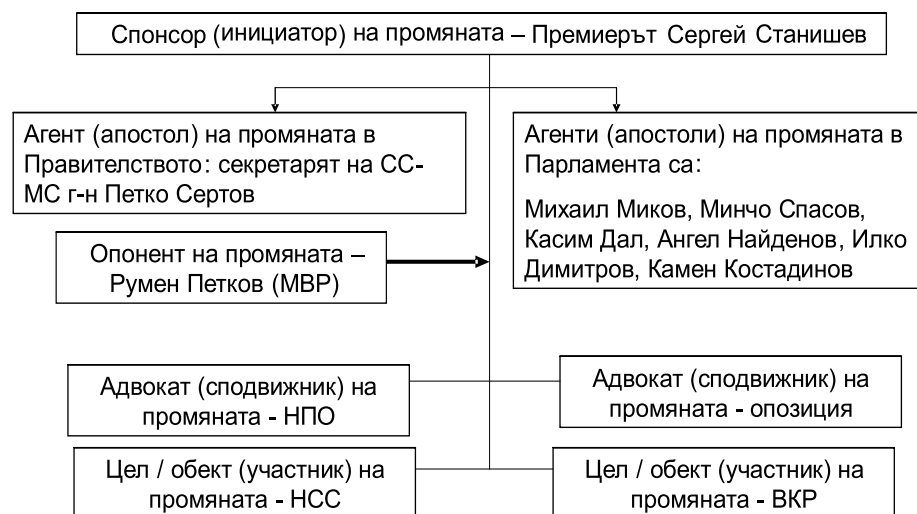 Спонсор (инициатор) на промяната – Премиерът Сергей Станишев
Агент (апостол) на промяната в
Правителството: секретарят на СС-
МС г-н Петко Сертов
Агенти (апостоли) на промяната в
Парламента са:
Михаил Миков, Минчо Спасов,
Касим Дал, Ангел Найденов, Илко
Димитров, Камен Костадинов
Опонент на промяната –
Румен Петков (МВР)
Адвокат (сподвижник) на
промяната - НПО
Адвокат (сподвижник) на
промяната - опозиция
Цел / обект (участник) на
промяната - НСС
Цел / обект (участник) на
промяната - ВКР